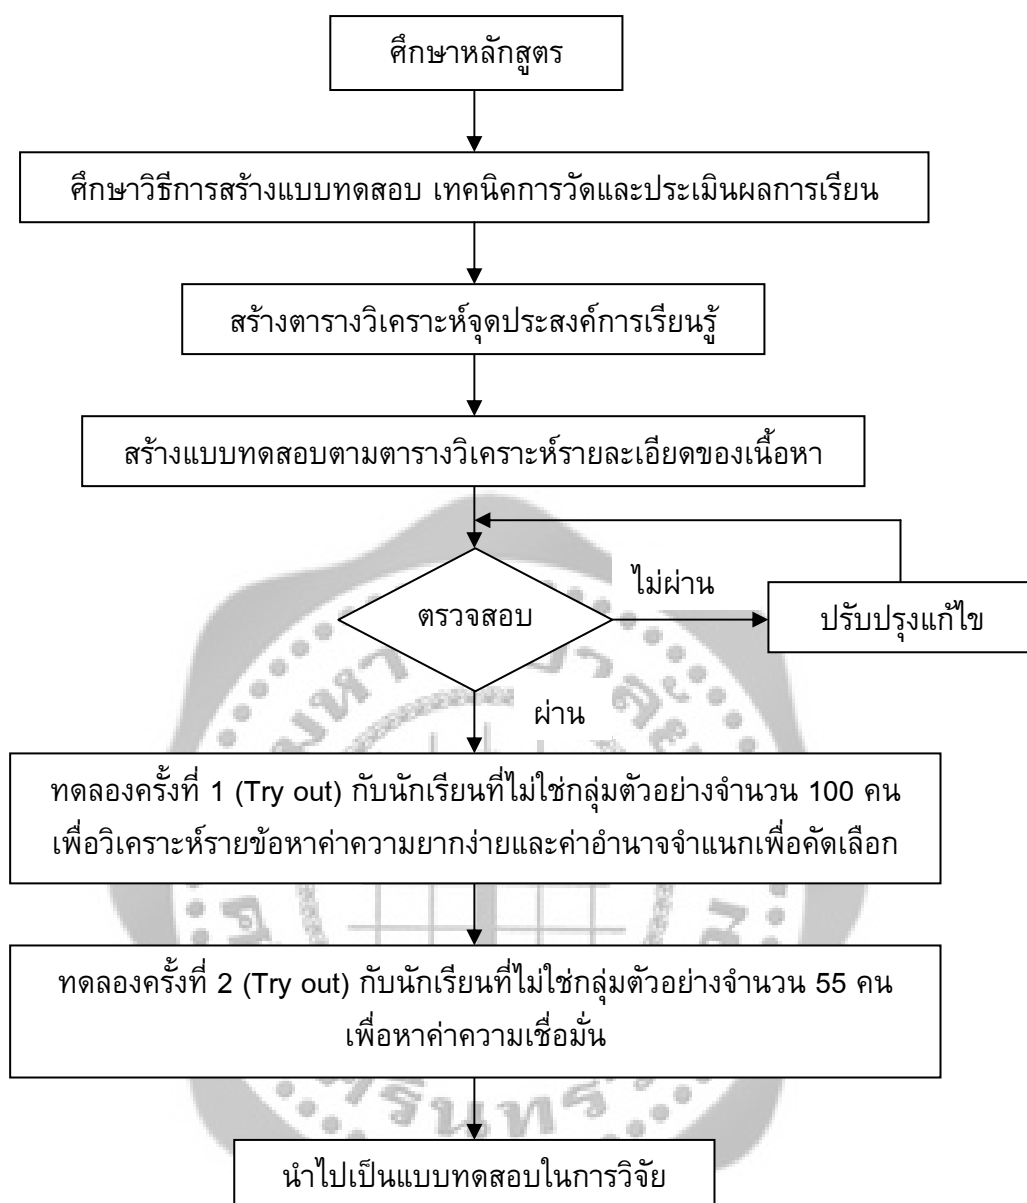 ศึกษาหลักสูตร
ศึกษาวิธีการสร้างแบบทดสอบ เทคนิคการวัดและประเมินผลการเรียน
สร้างตารางวิเคราะห์จุดประสงค์การเรียนรู้
สร้างแบบทดสอบตามตารางวิเคราะห์รายละเอียดของเนื้อหา
ตรวจสอบ
ไม่ผ่าน
ปรับปรุงแก้ไข
ผ่าน
ทดลองครั้งที่ 1 (Try out) กับนักเรียนที่ไม่ใช่กลุ่มตัวอย่างจำนวน 100 คน
เพื่อวิเคราะห์รายข้อหาค่าความยากง่ายและค่าอำนาจจำแนกเพื่อคัดเลือก
ทดลองครั้งที่ 2 (Try out) กับนักเรียนที่ไม่ใช่กลุ่มตัวอย่างจำนวน 55 คน
เพื่อหาค่าความเชื่อมั่น
นำไปเป็นแบบทดสอบในการวิจัย